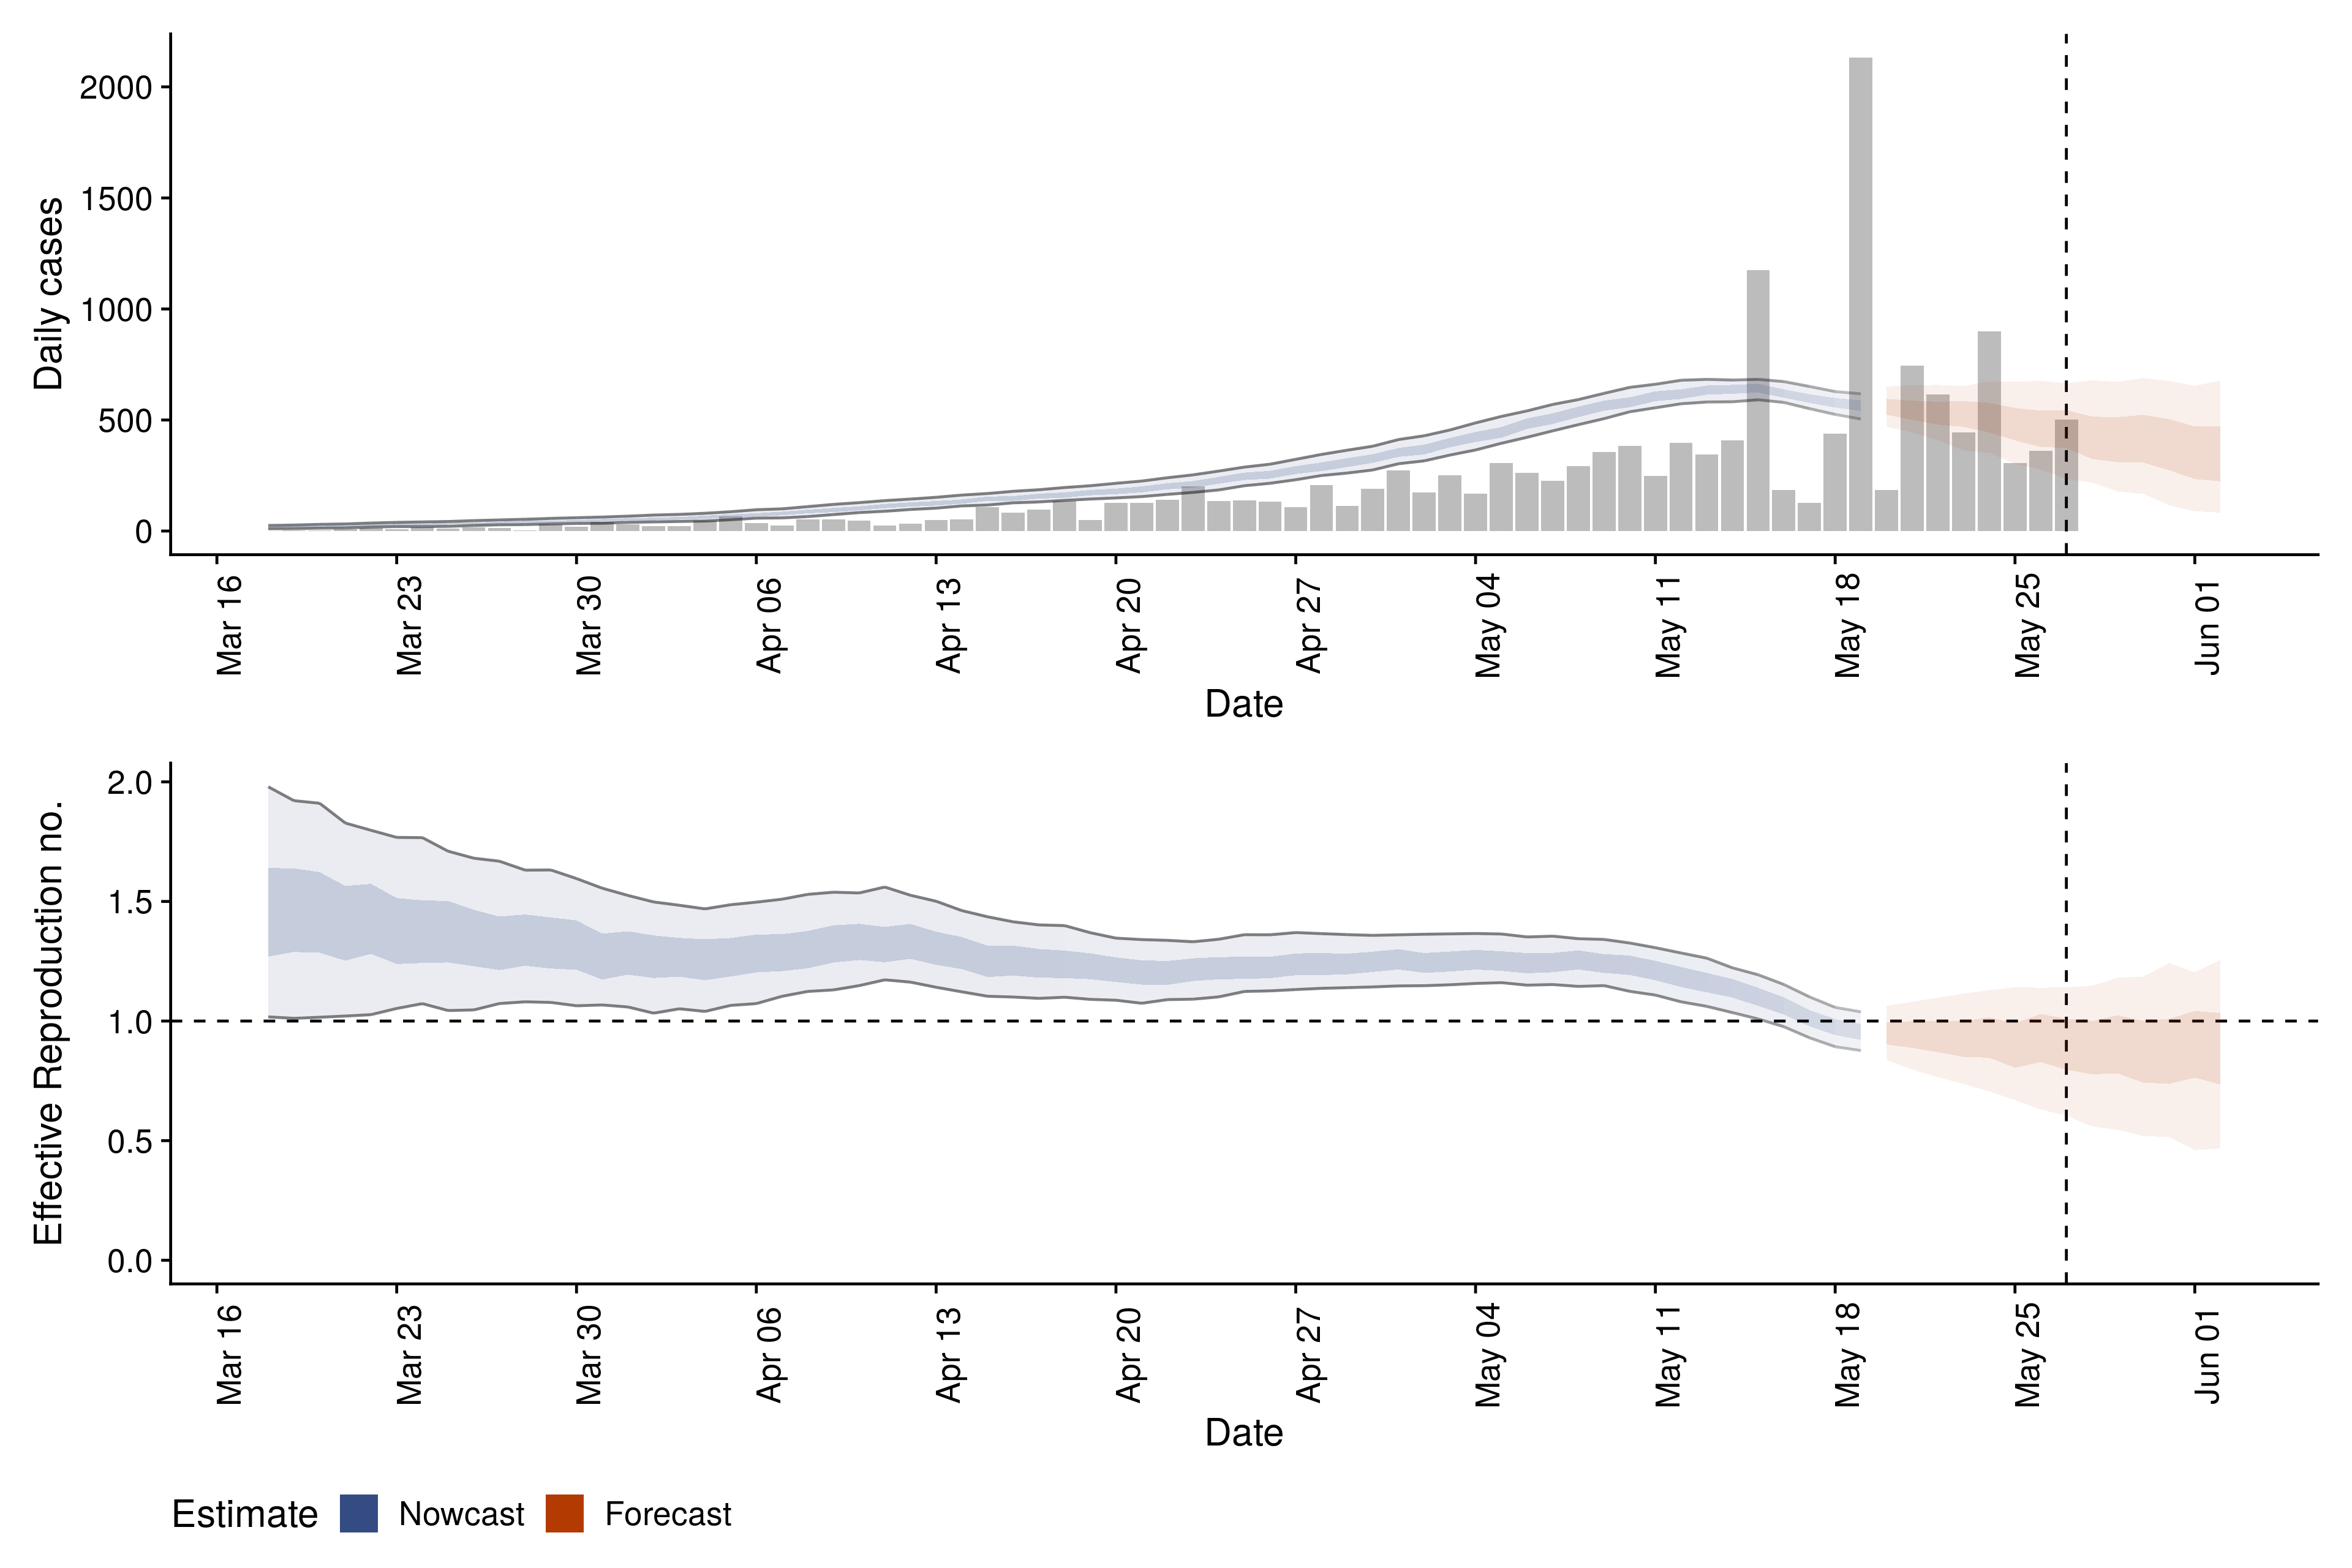 Daily cases
2000
1500
1000
500
0
Mar 16
Mar 23
Mar 30
Apr 06
Apr 13
Apr 20
Apr 27
May 04
May 11
May 18
May 25
Jun 01
Date
Effective Reproduction no.
2.0
1.5
1.0
0.5
0.0
Mar 16
Mar 23
Mar 30
Apr 06
Apr 13
Apr 20
Apr 27
May 04
May 11
May 18
May 25
Jun 01
Date
Estimate Nowcast Forecast